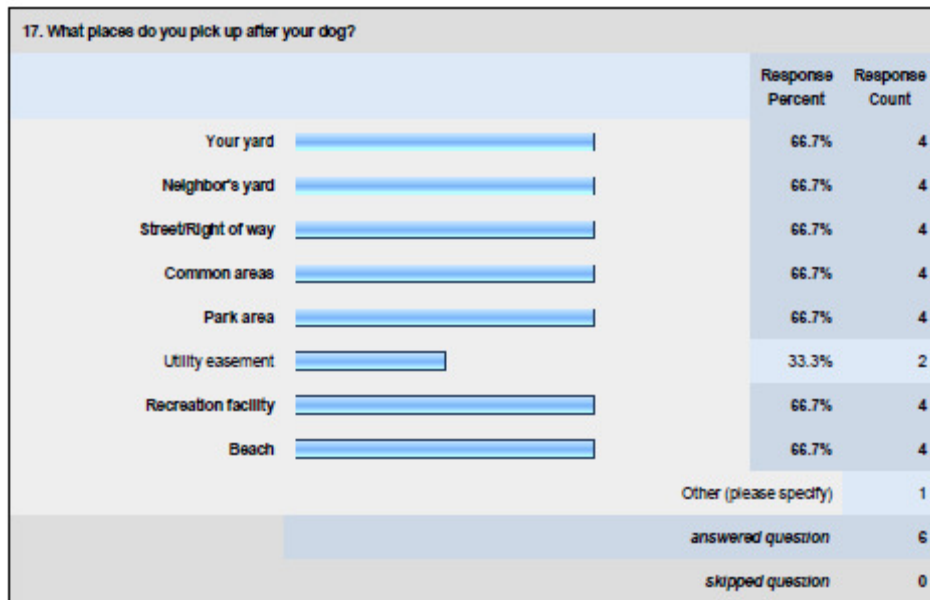 17. What places do you pick up after your dog?
Response Percent Response Count
Your yard 66.7% 4
Neighbor's yard 66.7% 4
Street/Right of way 66.7% 4
Common areas 66.7% 4
Park area 66.7% 4
Utility easement 33.3% 2
Recreation facility 66.7% 4
Beach 66.7% 4
Other (please specify) 1
answered question 6
skipped question 0